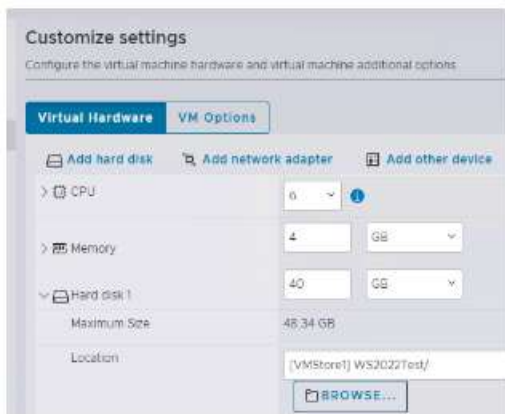 Customize settings
Configure the virtual machine hardware and virtual machine additional options
Virtual Hardware VM Options
Add hard disk Add network adapter Add other device
CPU 6
Memory 4 GB
Hard disk 1 40 GB
Maximum Size 48.34 GB
Location [VMStore1] WS2022Test/
BROWSE...